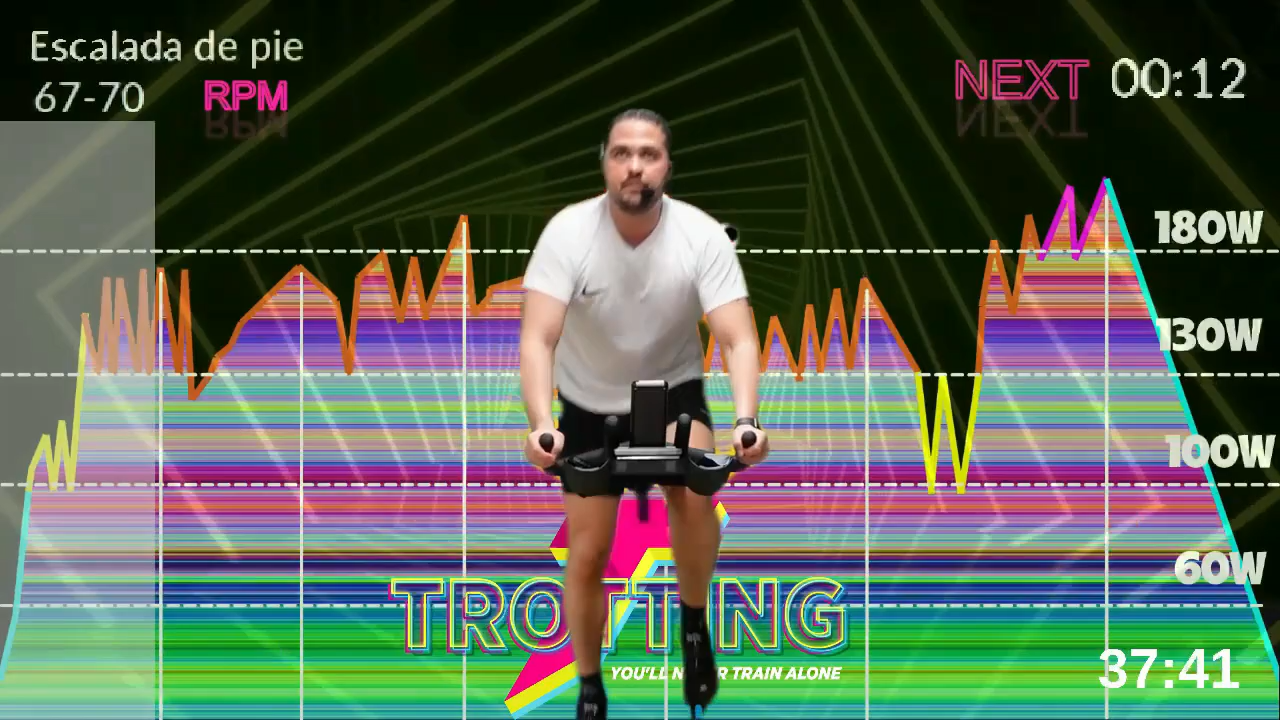 Escalada de pie
67-70 RPM
NEXT 00:12
180W
130W
100W
60W
TROTTING
YOU'LL N R TRAIN ALONE
37:41